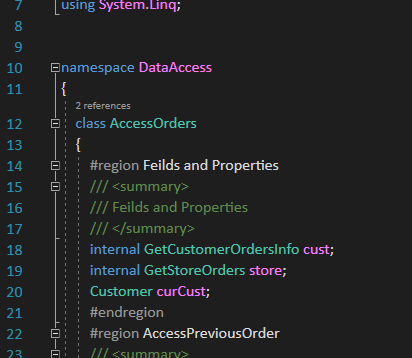 7 using System.Linq;
8
9
10 namespace DataAccess
11 {
2 references
12 class AccessOrders
13 {
14 #region Feilds and Properties
15 /// <summary>
16 /// Feilds and Properties
17 /// </summary>
18 internal GetCustomerOrdersInfo cust;
19 internal GetStoreOrders store;
20 Customer curCust;
21 #endregion
22 #region AccessPreviousOrder
23 /// <summary>